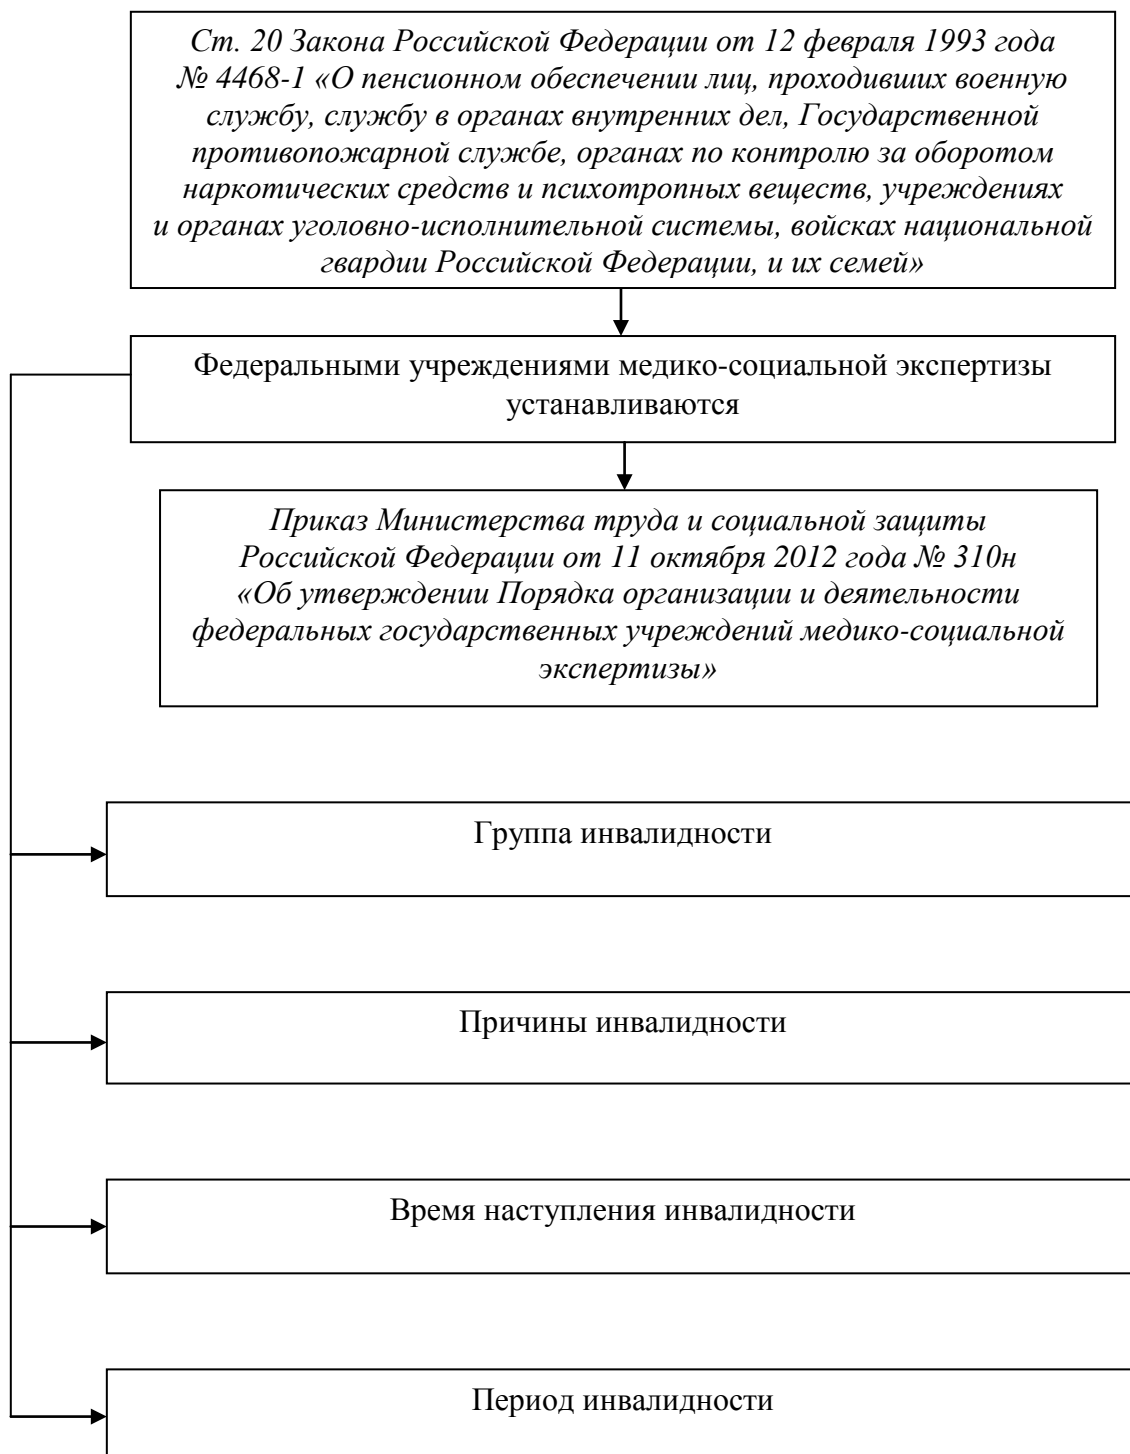 Ст. 20 Закона Российской Федерации от 12 февраля 1993 года
№ 4468-1 «О пенсионном обеспечении лиц, проходивших военную
службу, службу в органах внутренних дел, Государственной
противопожарной службе, органах по контролю за оборотом
наркотических средств и психотропных веществ, учреждениях
и органах уголовно-исполнительной системы, войсках национальной
гвардии Российской Федерации, и их семей»
Федеральными учреждениями медико-социальной экспертизы
устанавливаются
Приказ Министерства труда и социальной защиты
Российской Федерации от 11 октября 2012 года № 310н
«Об утверждении Порядка организации и деятельности
федеральных государственных учреждений медико-социальной
экспертизы»
Группа инвалидности
Причины инвалидности
Время наступления инвалидности
Период инвалидности